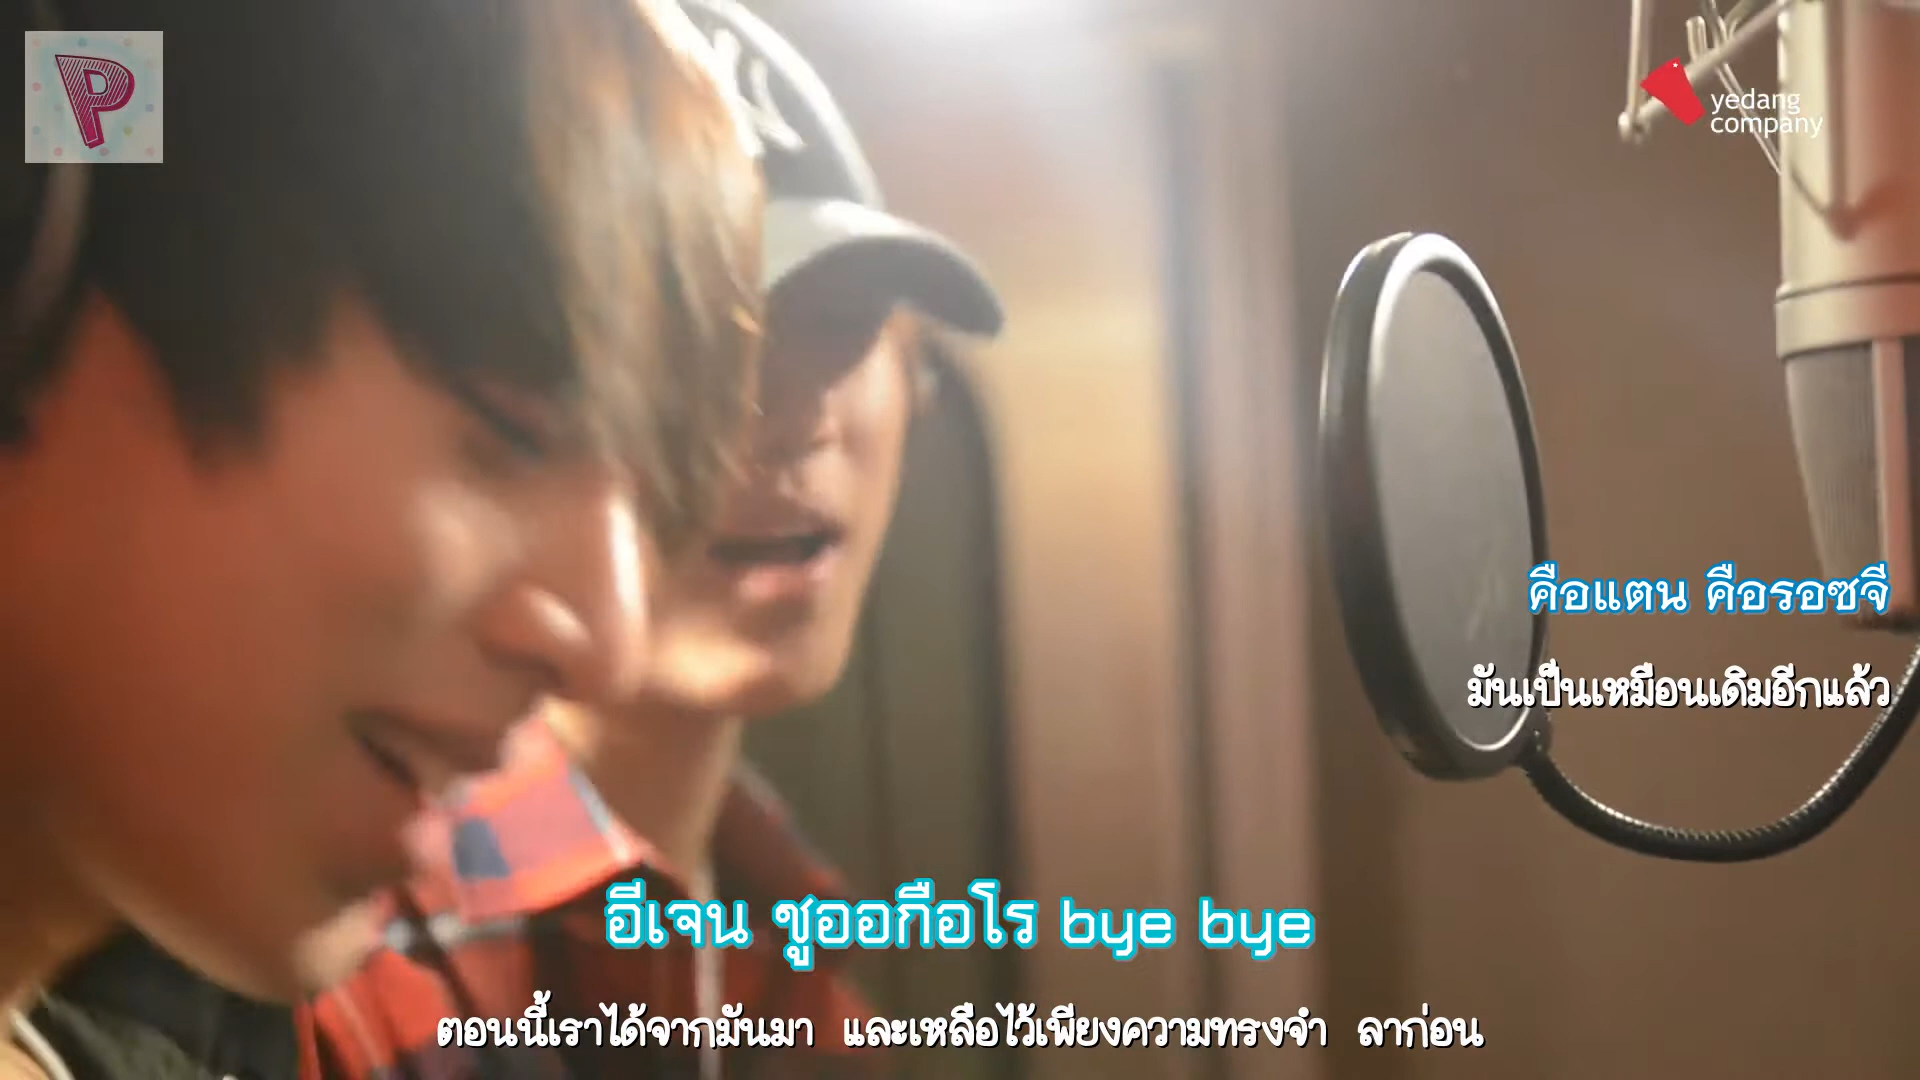 P
yedang
company
คือแตน คือรอซจี
มันเป็นเหมือนเดิมอีกแล้ว
อีเจน ชูออกือโร bye bye
ตอนนี้เราได้จากมันมา และเหลือไว้เพียงความทรงจำ ลาก่อน